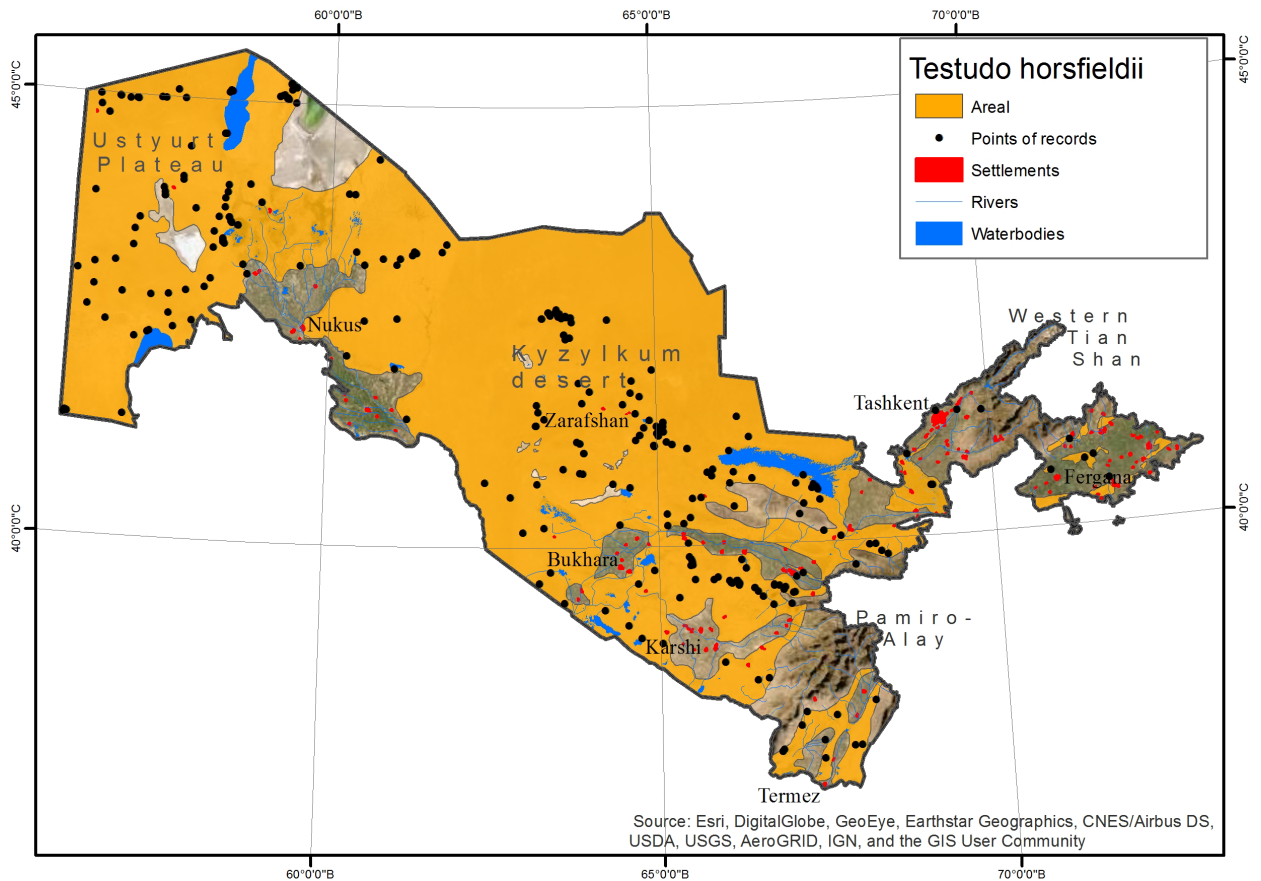 60°0'0"В
65°0'0"В
70°0'0"В
45°0'0"С
45°0'0"С
Testudo horsfieldii
Areal
Points of records
Settlements
Rivers
Waterbodies
Ustyurt
Plateau
Western
Tian
Shan
Nukus
Kyzylkum
desert
Tashkent
Zarafshan
Fergana
40°0'0"С
40°0'0"С
Bukhara
Pamiro-
Alay
Karshi
Termez
Source: Esri, DigitalGlobe, GeoEye, Earthstar Geographics, CNES/Airbus DS,
USDA, USGS, AeroGRID, IGN, and the GIS User Community
60°0'0"В
65°0'0"В
70°0'0"В